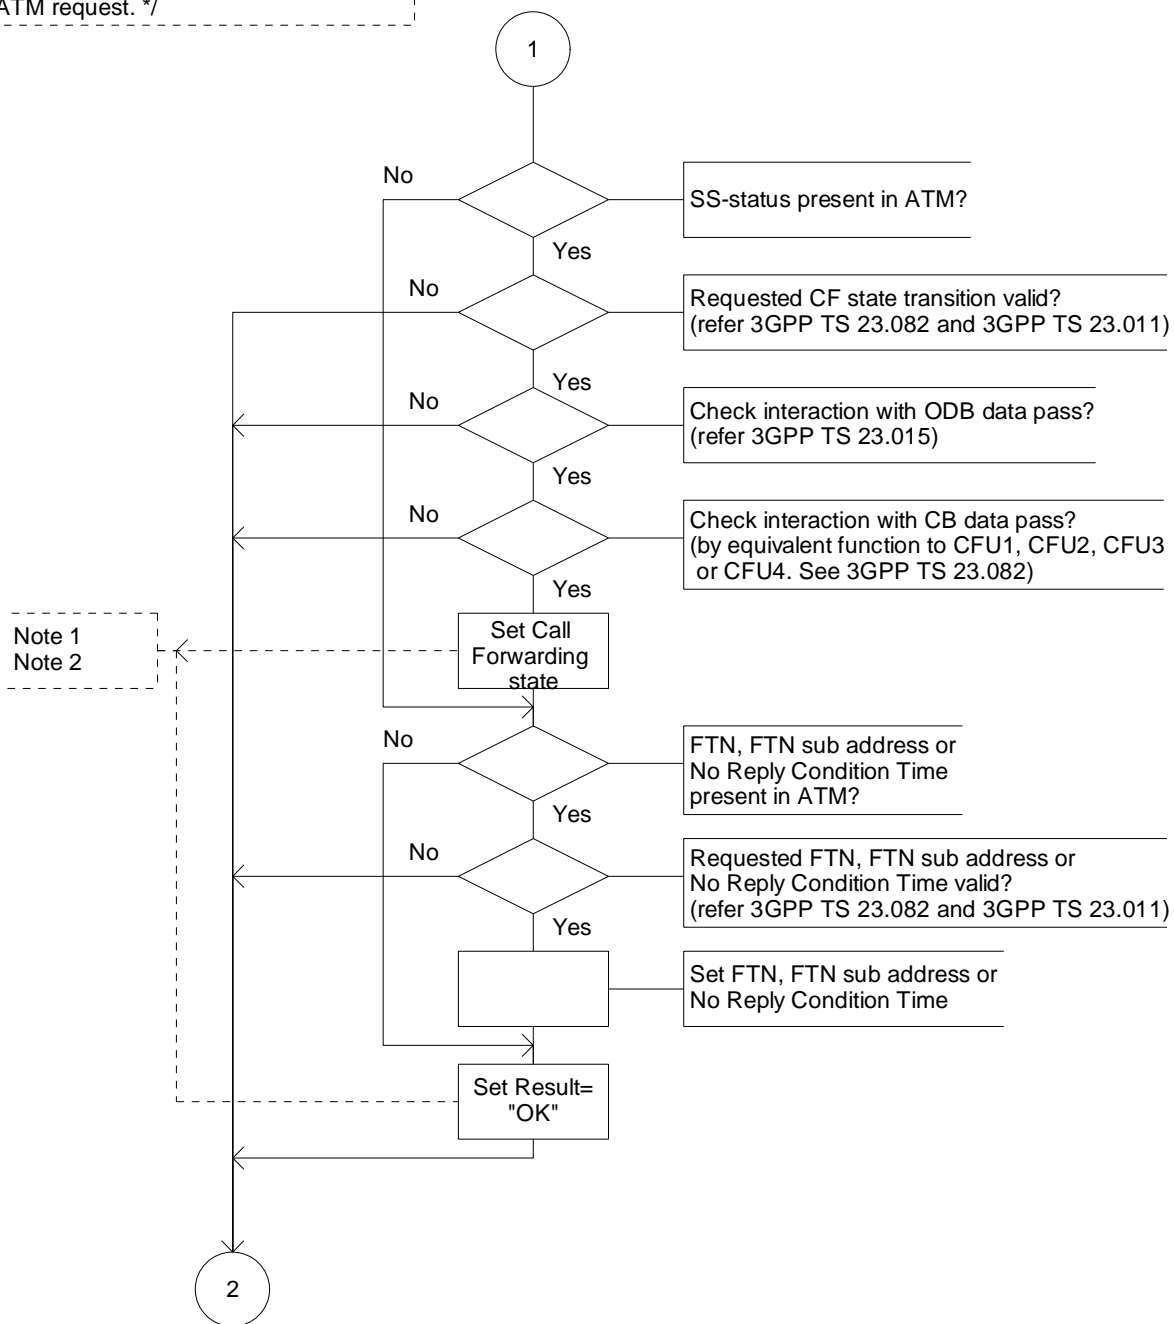 ATM request. */
1
No
SS-status present in ATM?
Yes
No
Requested CF state transition valid?
(refer 3GPP TS 23.082 and 3GPP TS 23.011)
Yes
No
Check interaction with ODB data pass?
(refer 3GPP TS 23.015)
Yes
No
Check interaction with CB data pass?
(by equivalent function to CFU1, CFU2, CFU3
or CFU4. See 3GPP TS 23.082)
Yes
Note 1
Note 2
Set Call
Forwarding
state
No
FTN, FTN sub address or
No Reply Condition Time
present in ATM?
Yes
No
Requested FTN, FTN sub address or
No Reply Condition Time valid?
(refer 3GPP TS 23.082 and 3GPP TS 23.011)
Yes
Set FTN, FTN sub address or
No Reply Condition Time
Set Result=
"OK"
2